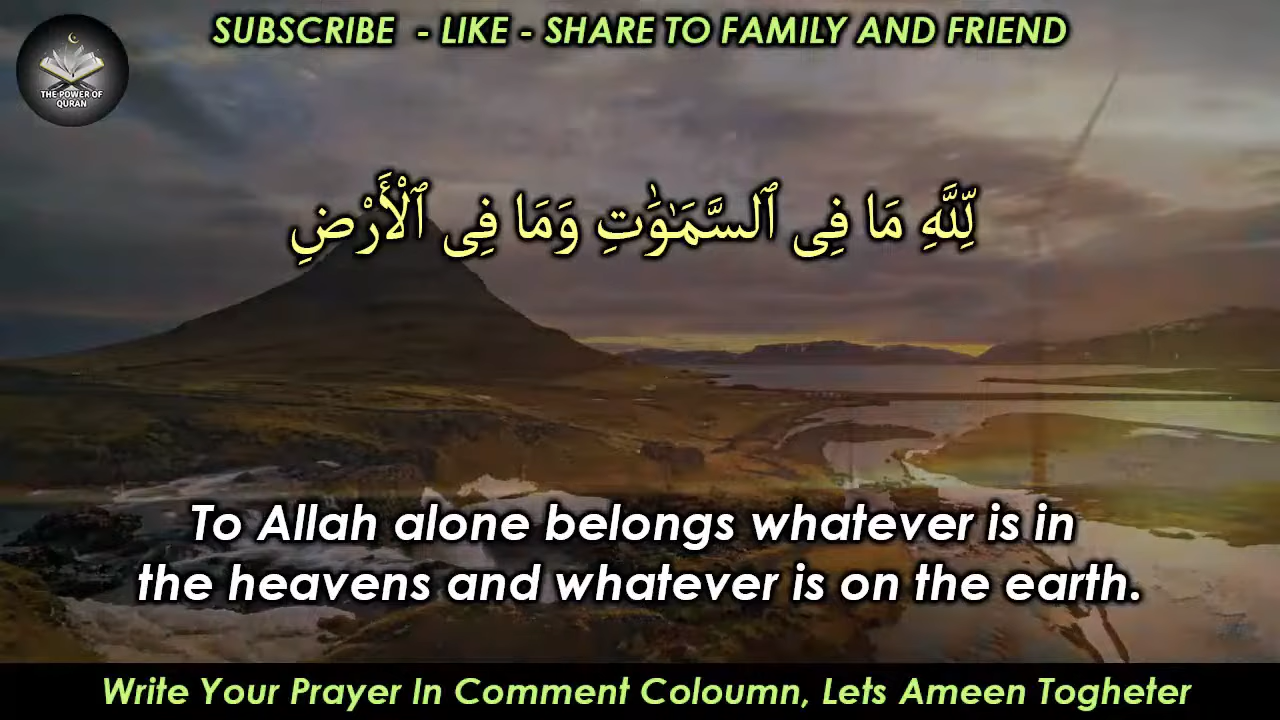 SUBSCRIBE - LIKE - SHARE TO FAMILY AND FRIEND
THE POWER OF
QURAN
لِّلَّهِ مَا فِى ٱلسَّمَـٰوَٰتِ وَمَا فِى ٱلْأَرْضِ
To Allah alone belongs whatever is in
the heavens and whatever is on the earth.
Write Your Prayer In Comment Coloumn, Lets Ameen Togheter